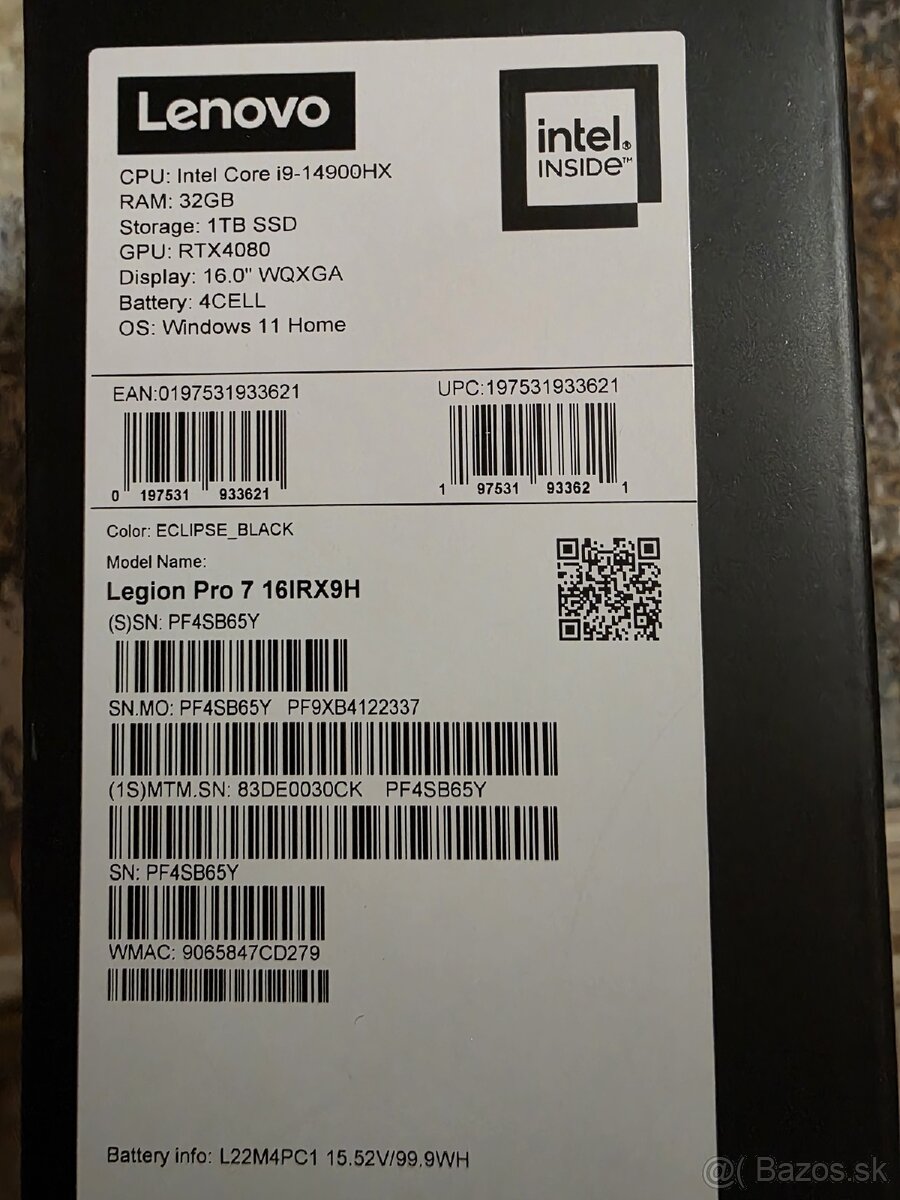 Lenovo
intel®
INSIDE™
CPU: Intel Core i9-14900HX
RAM: 32GB
Storage: 1TB SSD
GPU: RTX4080
Display: 16.0" WQXGA
Battery: 4CELL
OS: Windows 11 Home
EAN:0197531933621
UPC:197531933621
0 197531 933621
1 97531 93362 1
Color: ECLIPSE_BLACK
Model Name:
Legion Pro 7 16IRX9H
(S)SN: PF4SB65Y
SN.MO: PF4SB65Y PF9XB4122337
(1S)MTM.SN: 83DE0030CK PF4SB65Y
SN: PF4SB65Y
WMAC: 9065847CD279
Battery info: L22M4PC1 15.52V/99.9WH
@( Bazos.sk